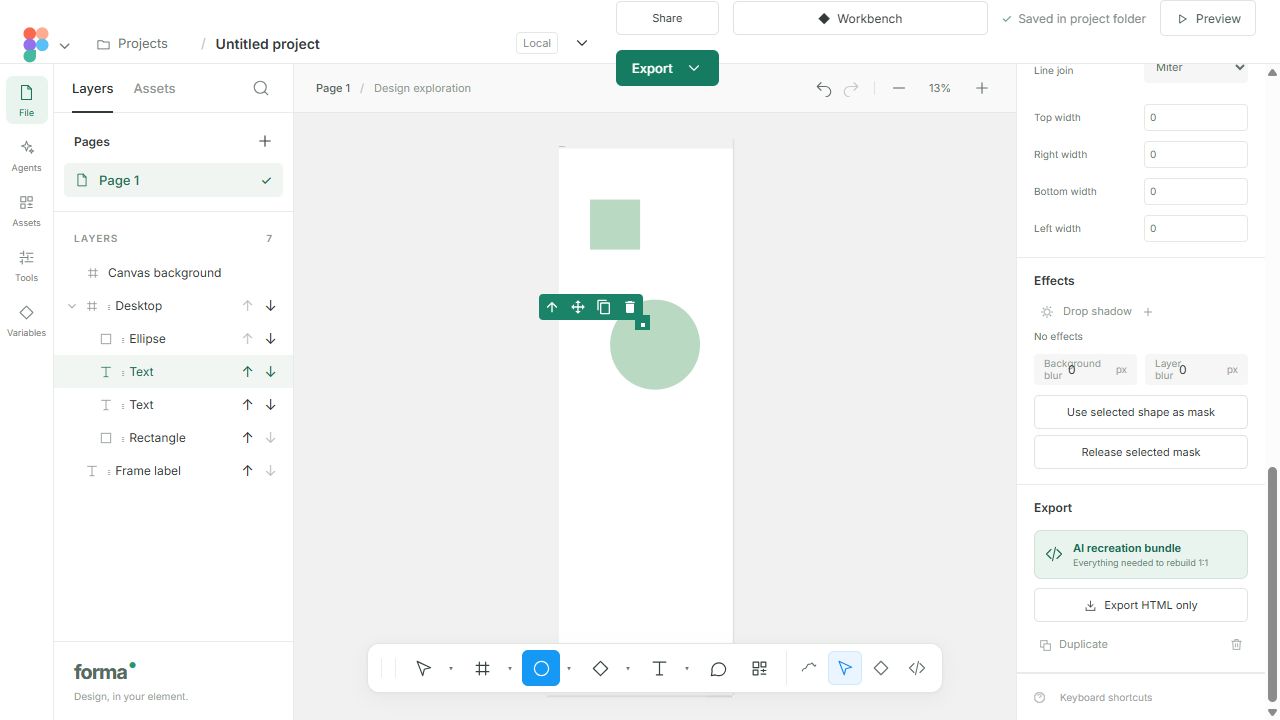 Share
Workbench
Saved in project folder
Preview
Projects
/
Untitled project
Local
Export
File
Agents
Assets
Tools
Variables
Layers
Assets
Pages
Page 1
LAYERS
7
Canvas background
Desktop
Ellipse
Text
Text
Rectangle
Frame label
forma
Design, in your element.
Page 1 / Design exploration
13%
Line join
Miter
Top width
0
Right width
0
Bottom width
0
Left width
0
Effects
Drop shadow
No effects
Background blur
0
px
Layer blur
0
px
Use selected shape as mask
Release selected mask
Export
AI recreation bundle
Everything needed to rebuild 1:1
Export HTML only
Duplicate
Keyboard shortcuts